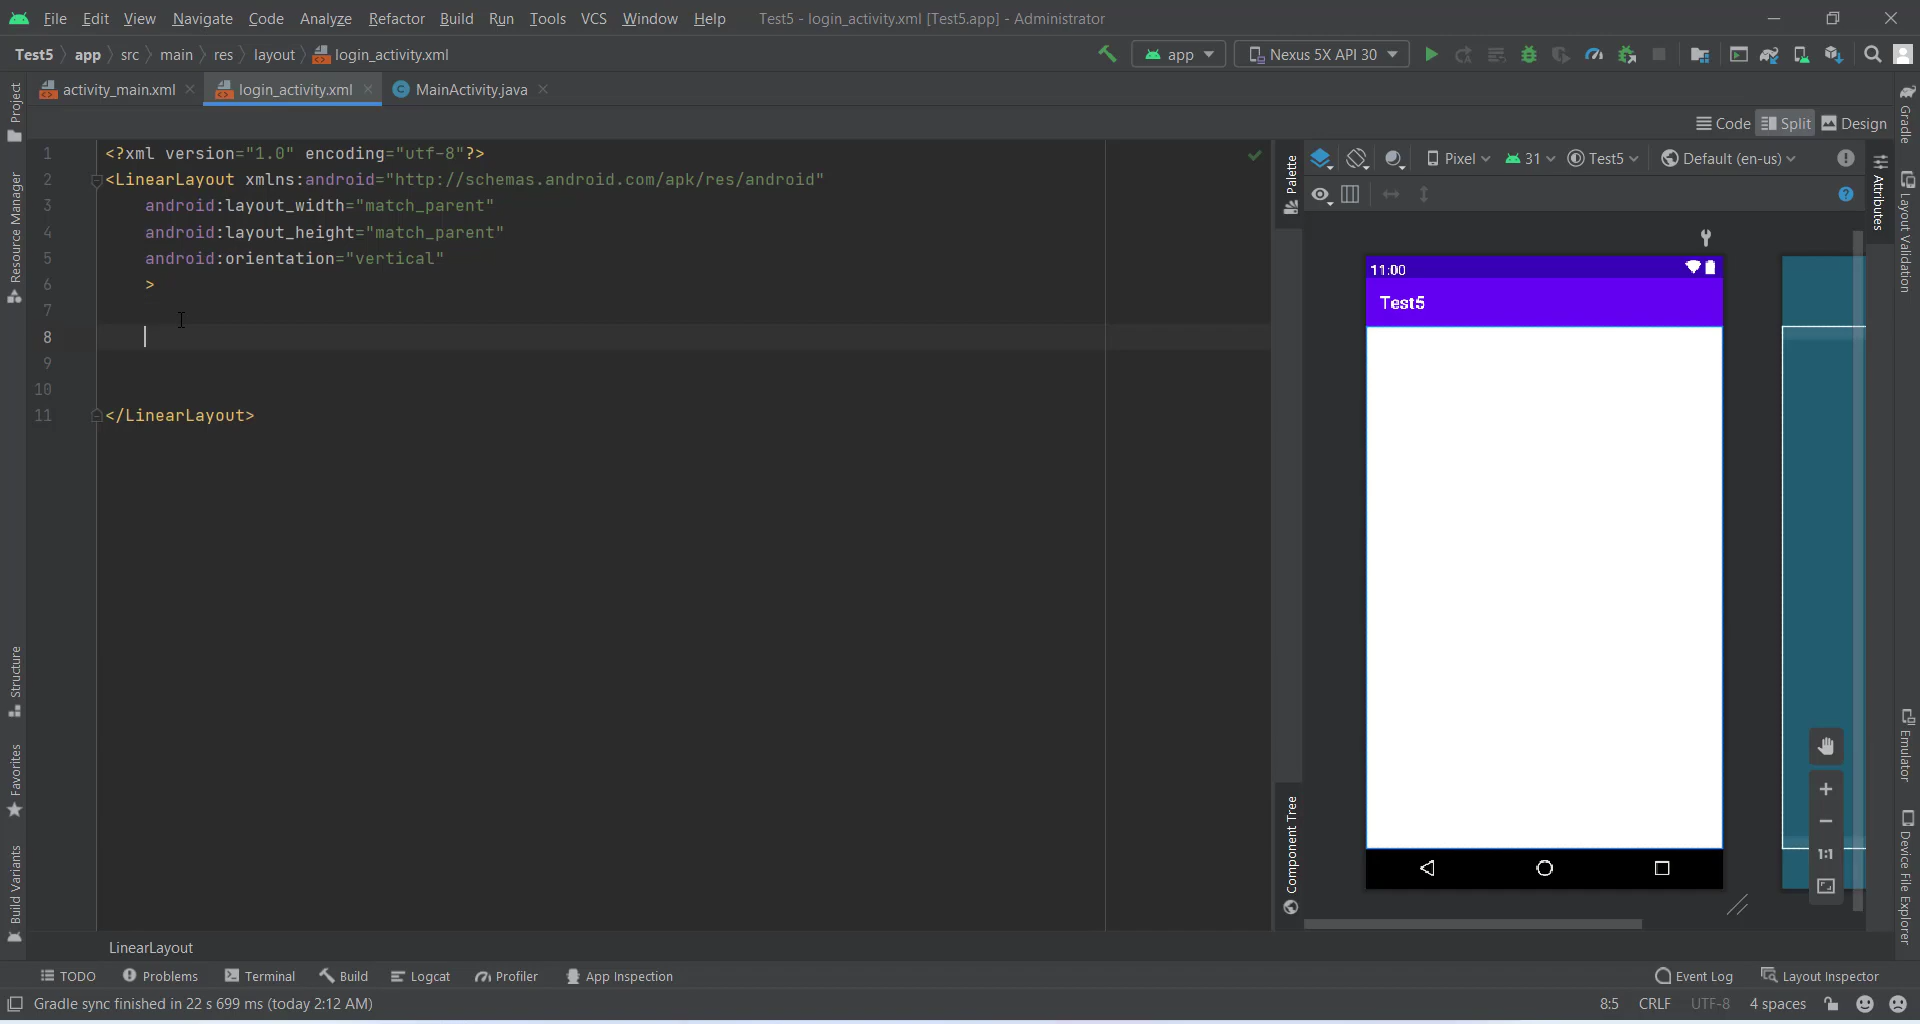 File Edit View Navigate Code Analyze Refactor Build Run Tools VCS Window Help Test5 - login_activity.xml [Test5.app] - Administrator
Test5 app src main res layout login_activity.xml app Nexus 5X API 30
activity_main.xml login_activity.xml MainActivity.java
Code Split Design
Project
Resource Manager
Structure
Favorites
Build Variants
1 <?xml version="1.0" encoding="utf-8"?>
2 <LinearLayout xmlns:android="http://schemas.android.com/apk/res/android"
3 android:layout_width="match_parent"
4 android:layout_height="match_parent"
5 android:orientation="vertical"
6 >
7
8
9
10
11 </LinearLayout>
Palette
Component Tree
Pixel 31 Test5 Default (en-us)
11:00
Test5
1:1
Attributes
Gradle
Layout Validation
Emulator
Device File Explorer
LinearLayout
TODO Problems Terminal Build Logcat Profiler App Inspection Event Log Layout Inspector
Gradle sync finished in 22 s 699 ms (today 2:12 AM) 8:5 CRLF UTF-8 4 spaces